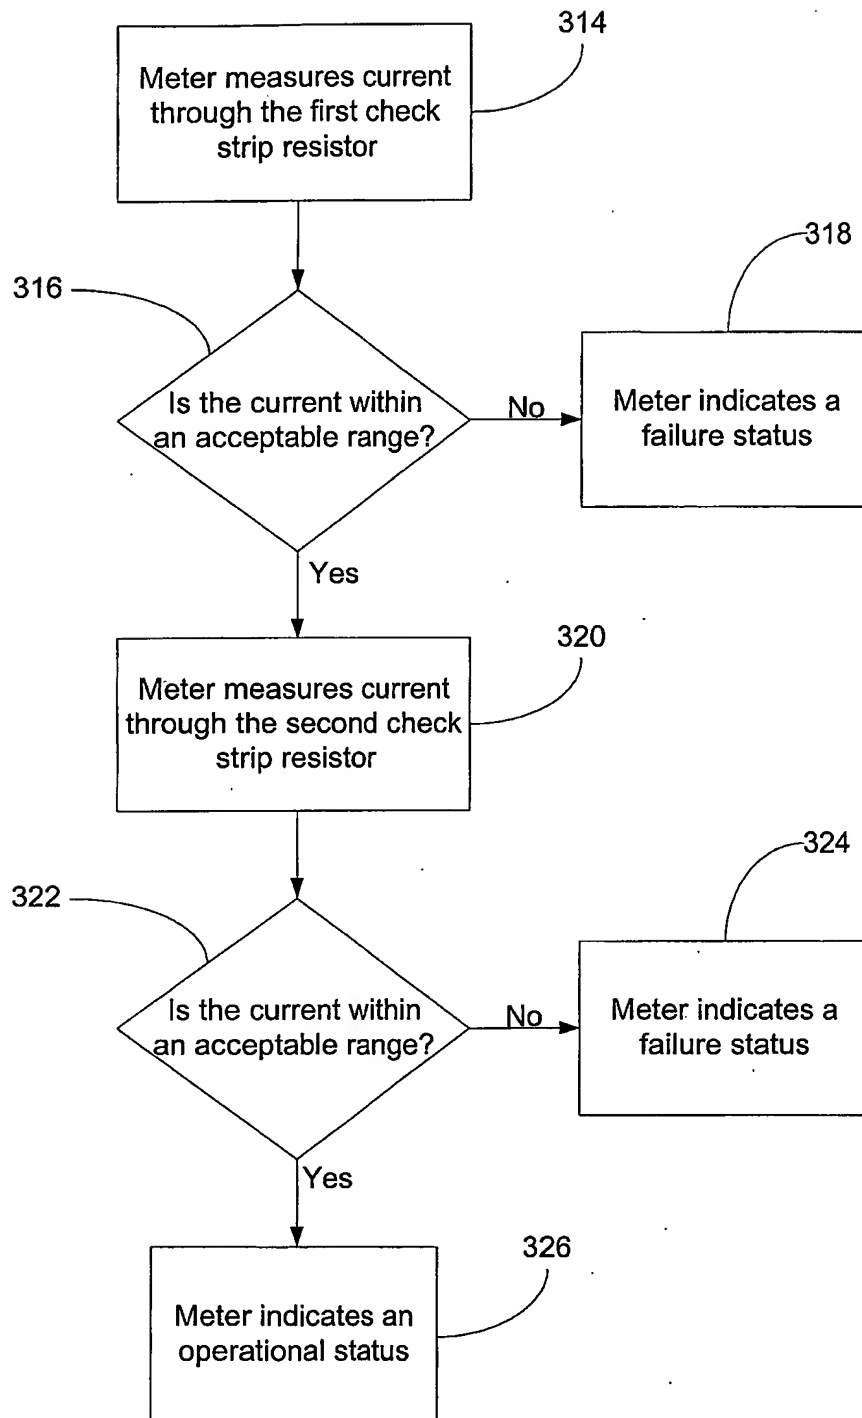 314
Meter measures current
through the first check
strip resistor
318
316
Is the current within
an acceptable range?
No
Meter indicates a
failure status
Yes
320
Meter measures current
through the second check
strip resistor
324
322
Is the current within
an acceptable range?
No
Meter indicates a
failure status
Yes
326
Meter indicates an
operational status